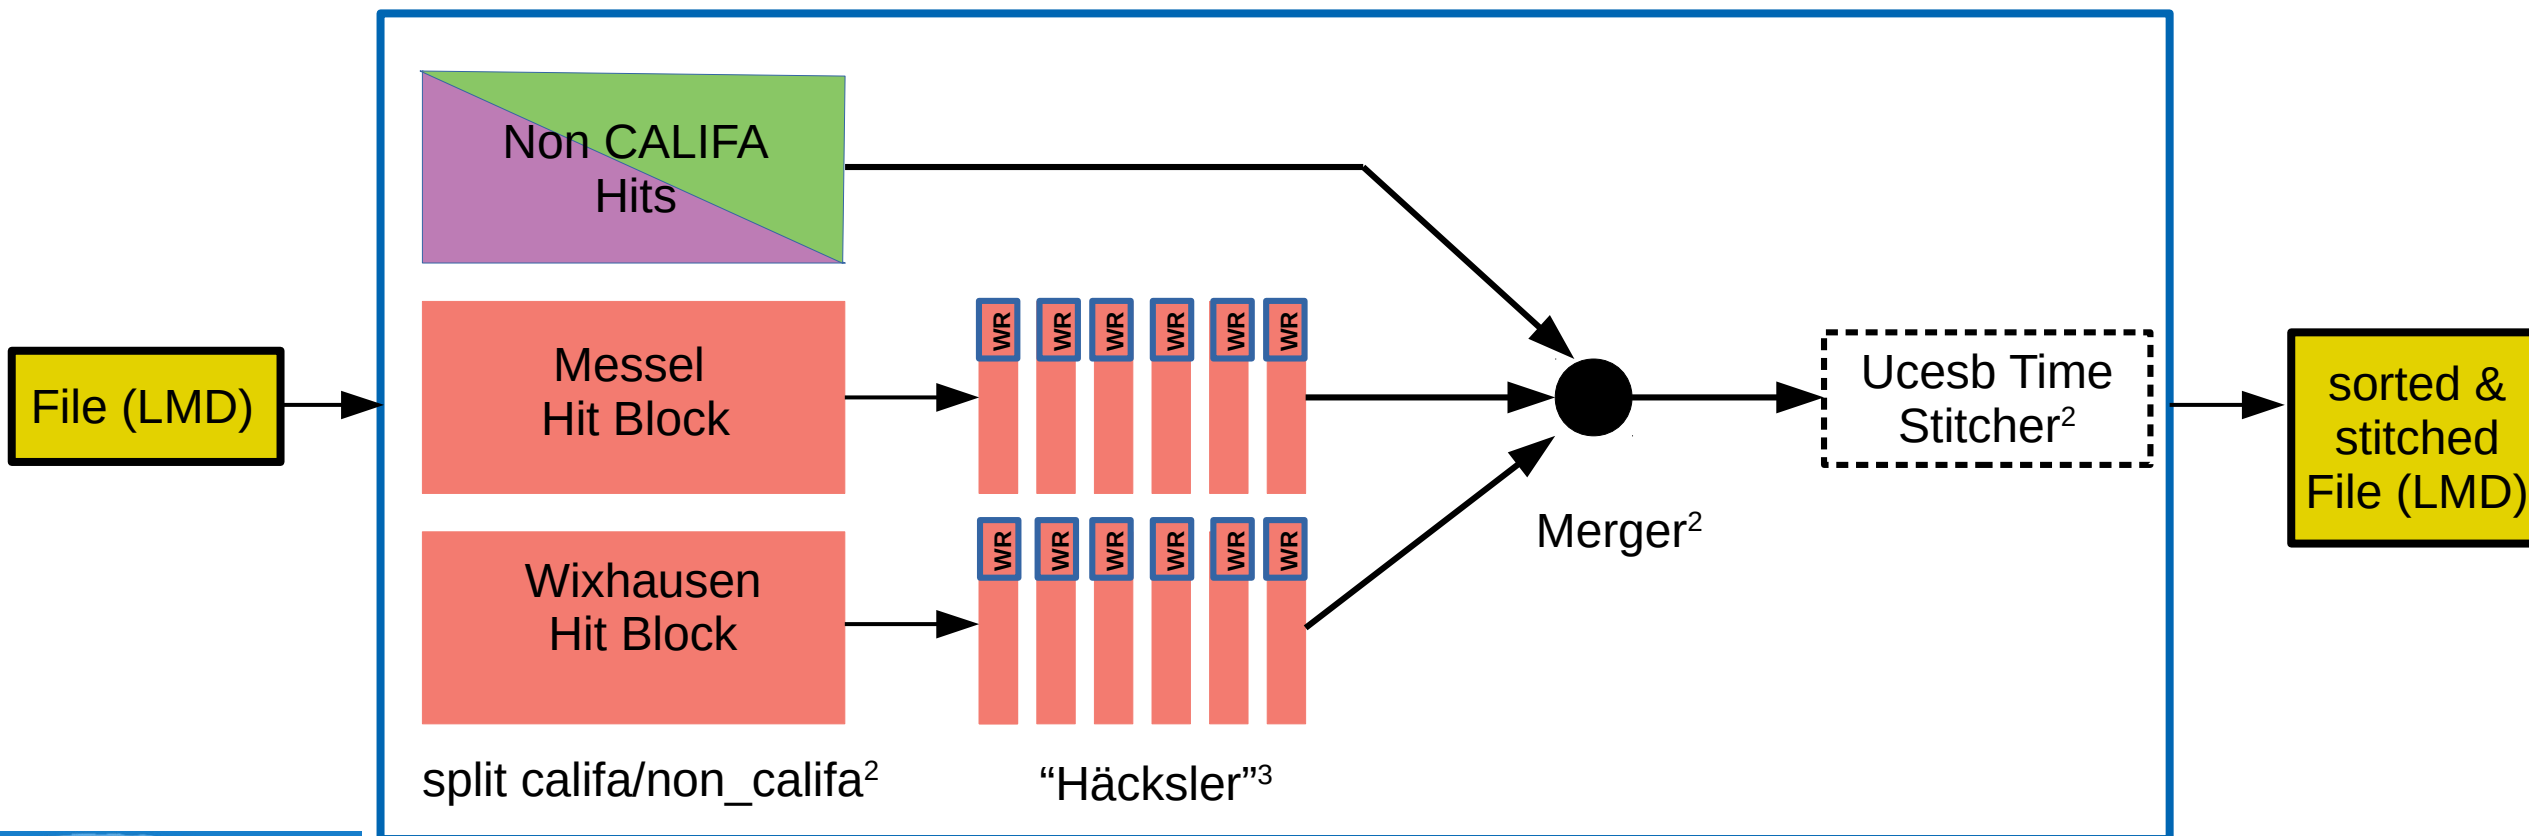 Non CALIFA
Hits
File (LMD)
Messel
Hit Block
WR WR WR WR WR WR
Wixhausen
Hit Block
WR WR WR WR WR WR
split califa/non_califa²
“Häcksler”³
Merger²
Ucesb Time
Stitcher²
sorted &
stitched
File (LMD)